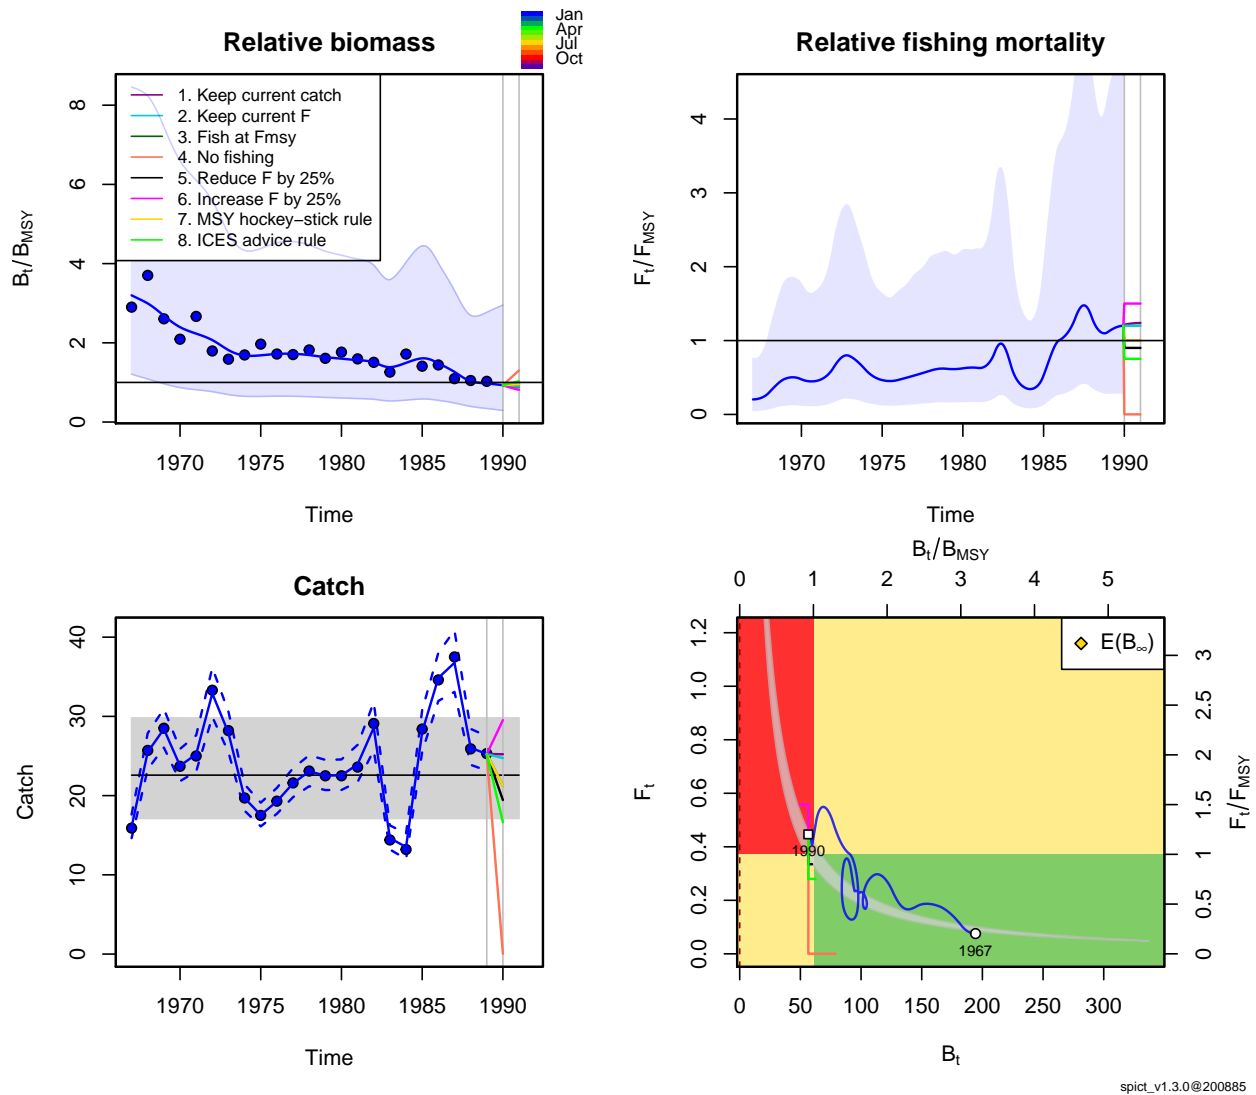 Jan
Apr
Jul
Oct
Relative biomass
Bt/BMSY
8
6
4
2
0
1. Keep current catch
2. Keep current F
3. Fish at Fmsy
4. No fishing
5. Reduce F by 25%
6. Increase F by 25%
7. MSY hockey−stick rule
8. ICES advice rule
1970 1975 1980 1985 1990
Time
Relative fishing mortality
Ft/FMSY
4
3
2
1
0
1970 1975 1980 1985 1990
Time
Catch
Catch
40
30
20
10
0
1970 1975 1980 1985 1990
Time
Bt/BMSY
0 1 2 3 4 5
E(B∞)
Ft
1.2
1.0
0.8
0.6
0.4
0.2
0.0
1990
1967
3
2.5
2
1.5
1
0.5
0
Ft/FMSY
0 50 100 150 200 250 300
Bt
spict_v1.3.0@200885